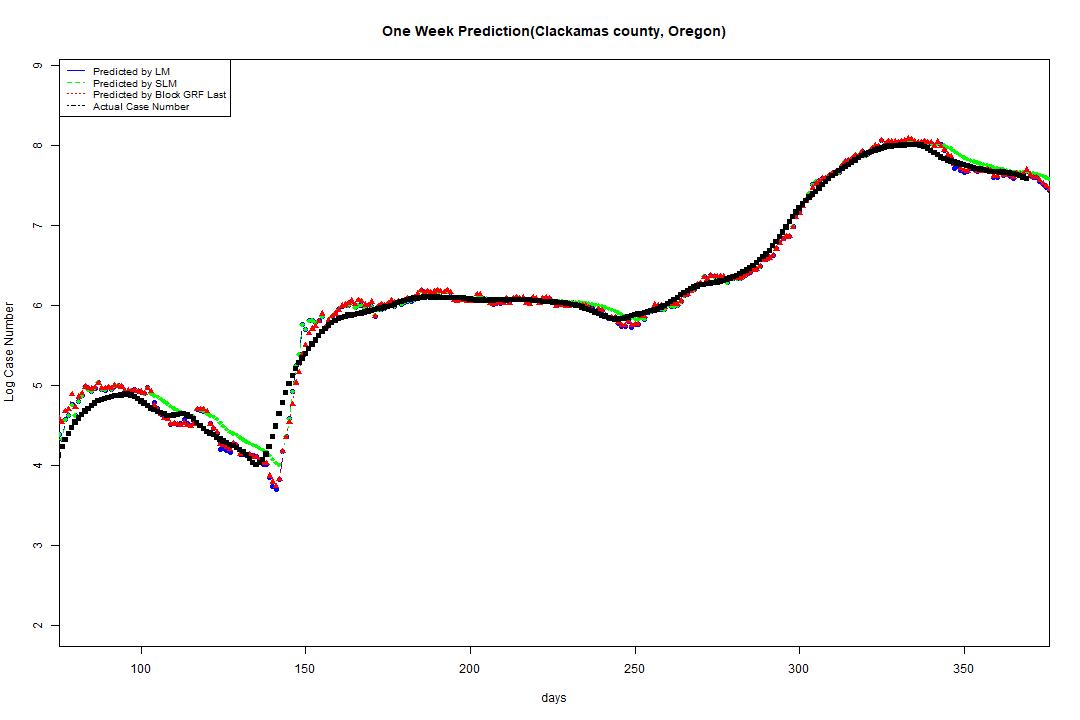 One Week Prediction(Clackamas county, Oregon)
Predicted by LM
Predicted by SLM
Predicted by Block GRF Last
Actual Case Number
9
8
7
6
5
4
3
2
Log Case Number
100 150 200 250 300 350
days